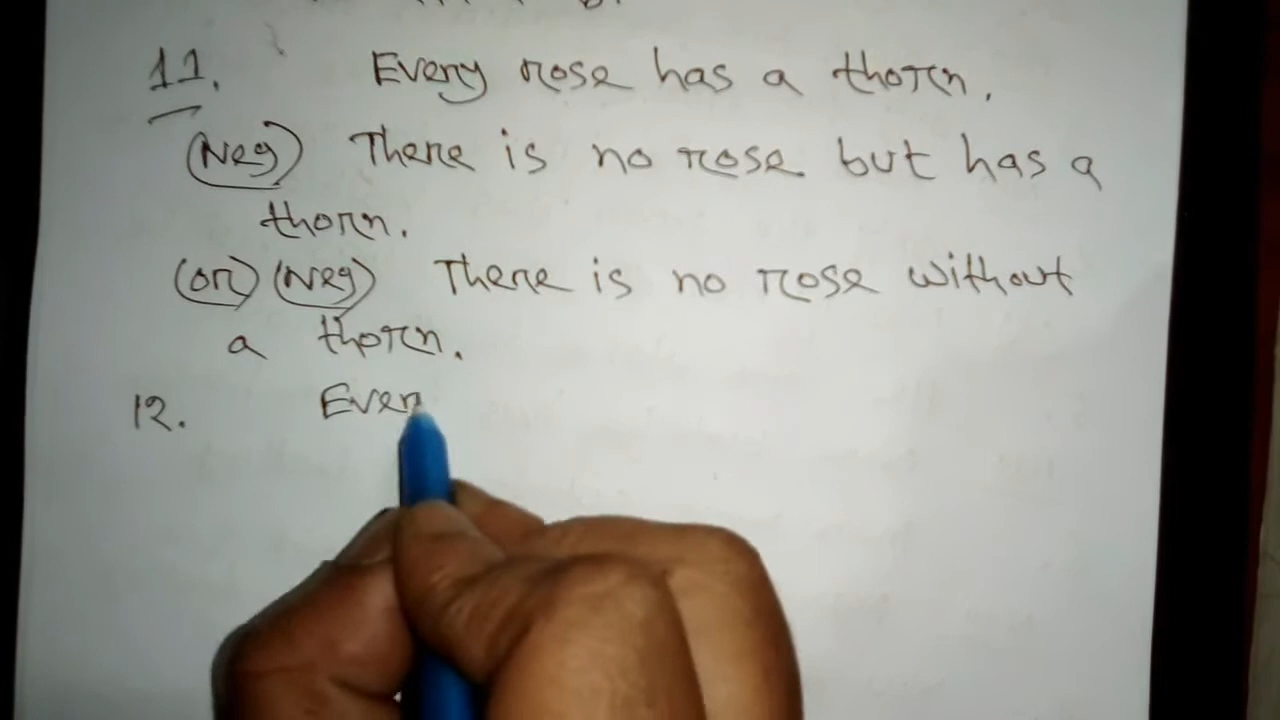 11. Every rose has a thorn.
(Neg) There is no rose but has a
thorn.
(or) (Neg) There is no rose without
a thorn.
12. Ever